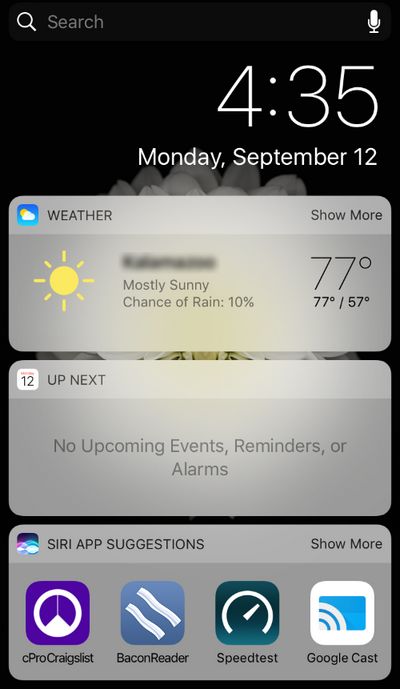 Search
4:35
Monday, September 12
WEATHER
Show More
Mostly Sunny
Chance of Rain: 10%
77°
77° / 57°
12
UP NEXT
No Upcoming Events, Reminders, or
Alarms
SIRI APP SUGGESTIONS
Show More
cProCraigslist
BaconReader
Speedtest
Google Cast